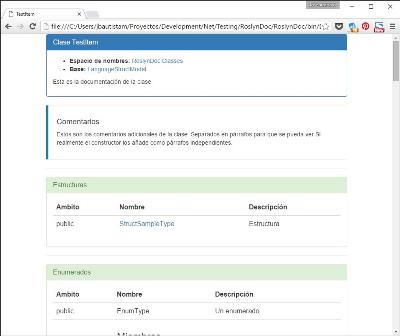 TestItem
file:///C:/Users/jbautistam/Proyectos/Development/Net/Testing/RoslynDoc/RoslynDoc/bin/
Clase TestItem
Espacio de nombres: RoslynDoc.Classes
Base: LanguageStructModel
Esta es la documentación de la clase
Comentarios
Estos son los comentarios adicionales de la clase. Separados en párrafos para que se pueda ver Si
realmente el constructor los añade como párrafos independientes.
Estructuras
Ambito Nombre Descripción
public StructSampleType Estructura
Enumerados
Ambito Nombre Descripción
public EnumType Un enumerado
Miembros